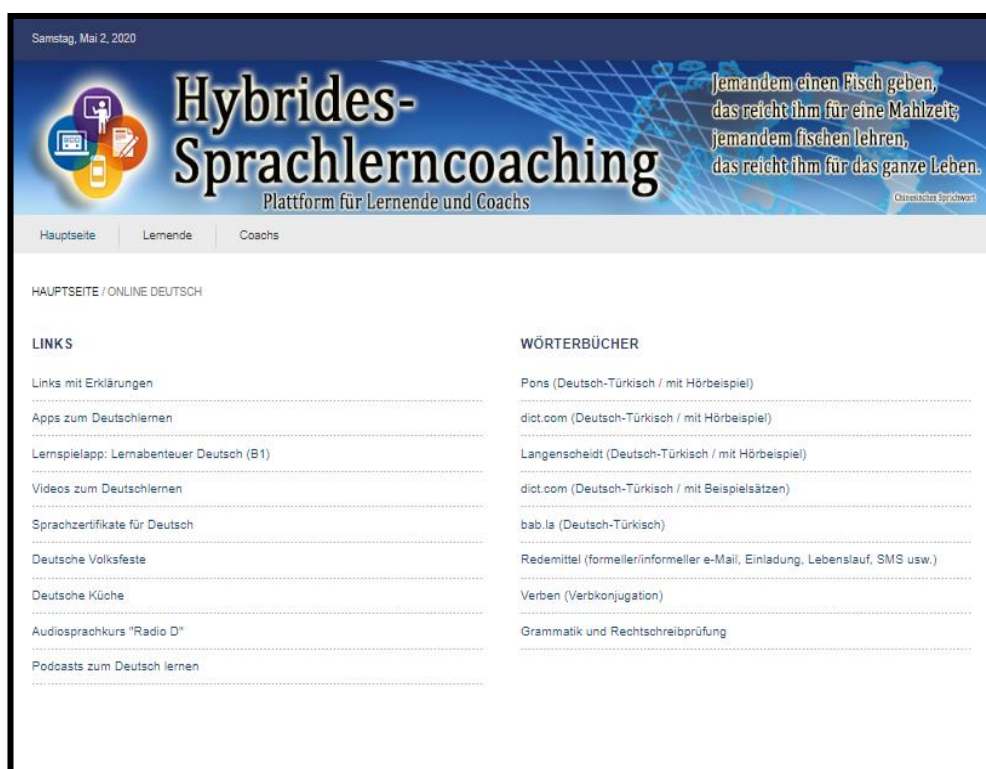 Samstag, Mai 2, 2020
Hybrides-
Sprachlerncoaching
Plattform für Lernende und Coachs
Jemandem einen Fisch geben,
das reicht ihm für eine Mahlzeit;
jemandem fischen lehren,
das reicht ihm für das ganze Leben.
Chinesisches Sprichwort
Hauptseite
Lernende
Coachs
HAUPTSEITE / ONLINE DEUTSCH
LINKS
Links mit Erklärungen
Apps zum Deutschlernen
Lernspielapp: Lernabenteuer Deutsch (B1)
Videos zum Deutschlernen
Sprachzertifikate für Deutsch
Deutsche Volksfeste
Deutsche Küche
Audiosprachkurs "Radio D"
Podcasts zum Deutsch lernen
WÖRTERBÜCHER
Pons (Deutsch-Türkisch / mit Hörbeispiel)
dict.com (Deutsch-Türkisch / mit Hörbeispiel)
Langenscheidt (Deutsch-Türkisch / mit Hörbeispiel)
dict.com (Deutsch-Türkisch / mit Beispielsätzen)
bab.la (Deutsch-Türkisch)
Redemittel (formeller/informeller e-Mail, Einladung, Lebenslauf, SMS usw.)
Verben (Verbkonjugation)
Grammatik und Rechtschreibprüfung